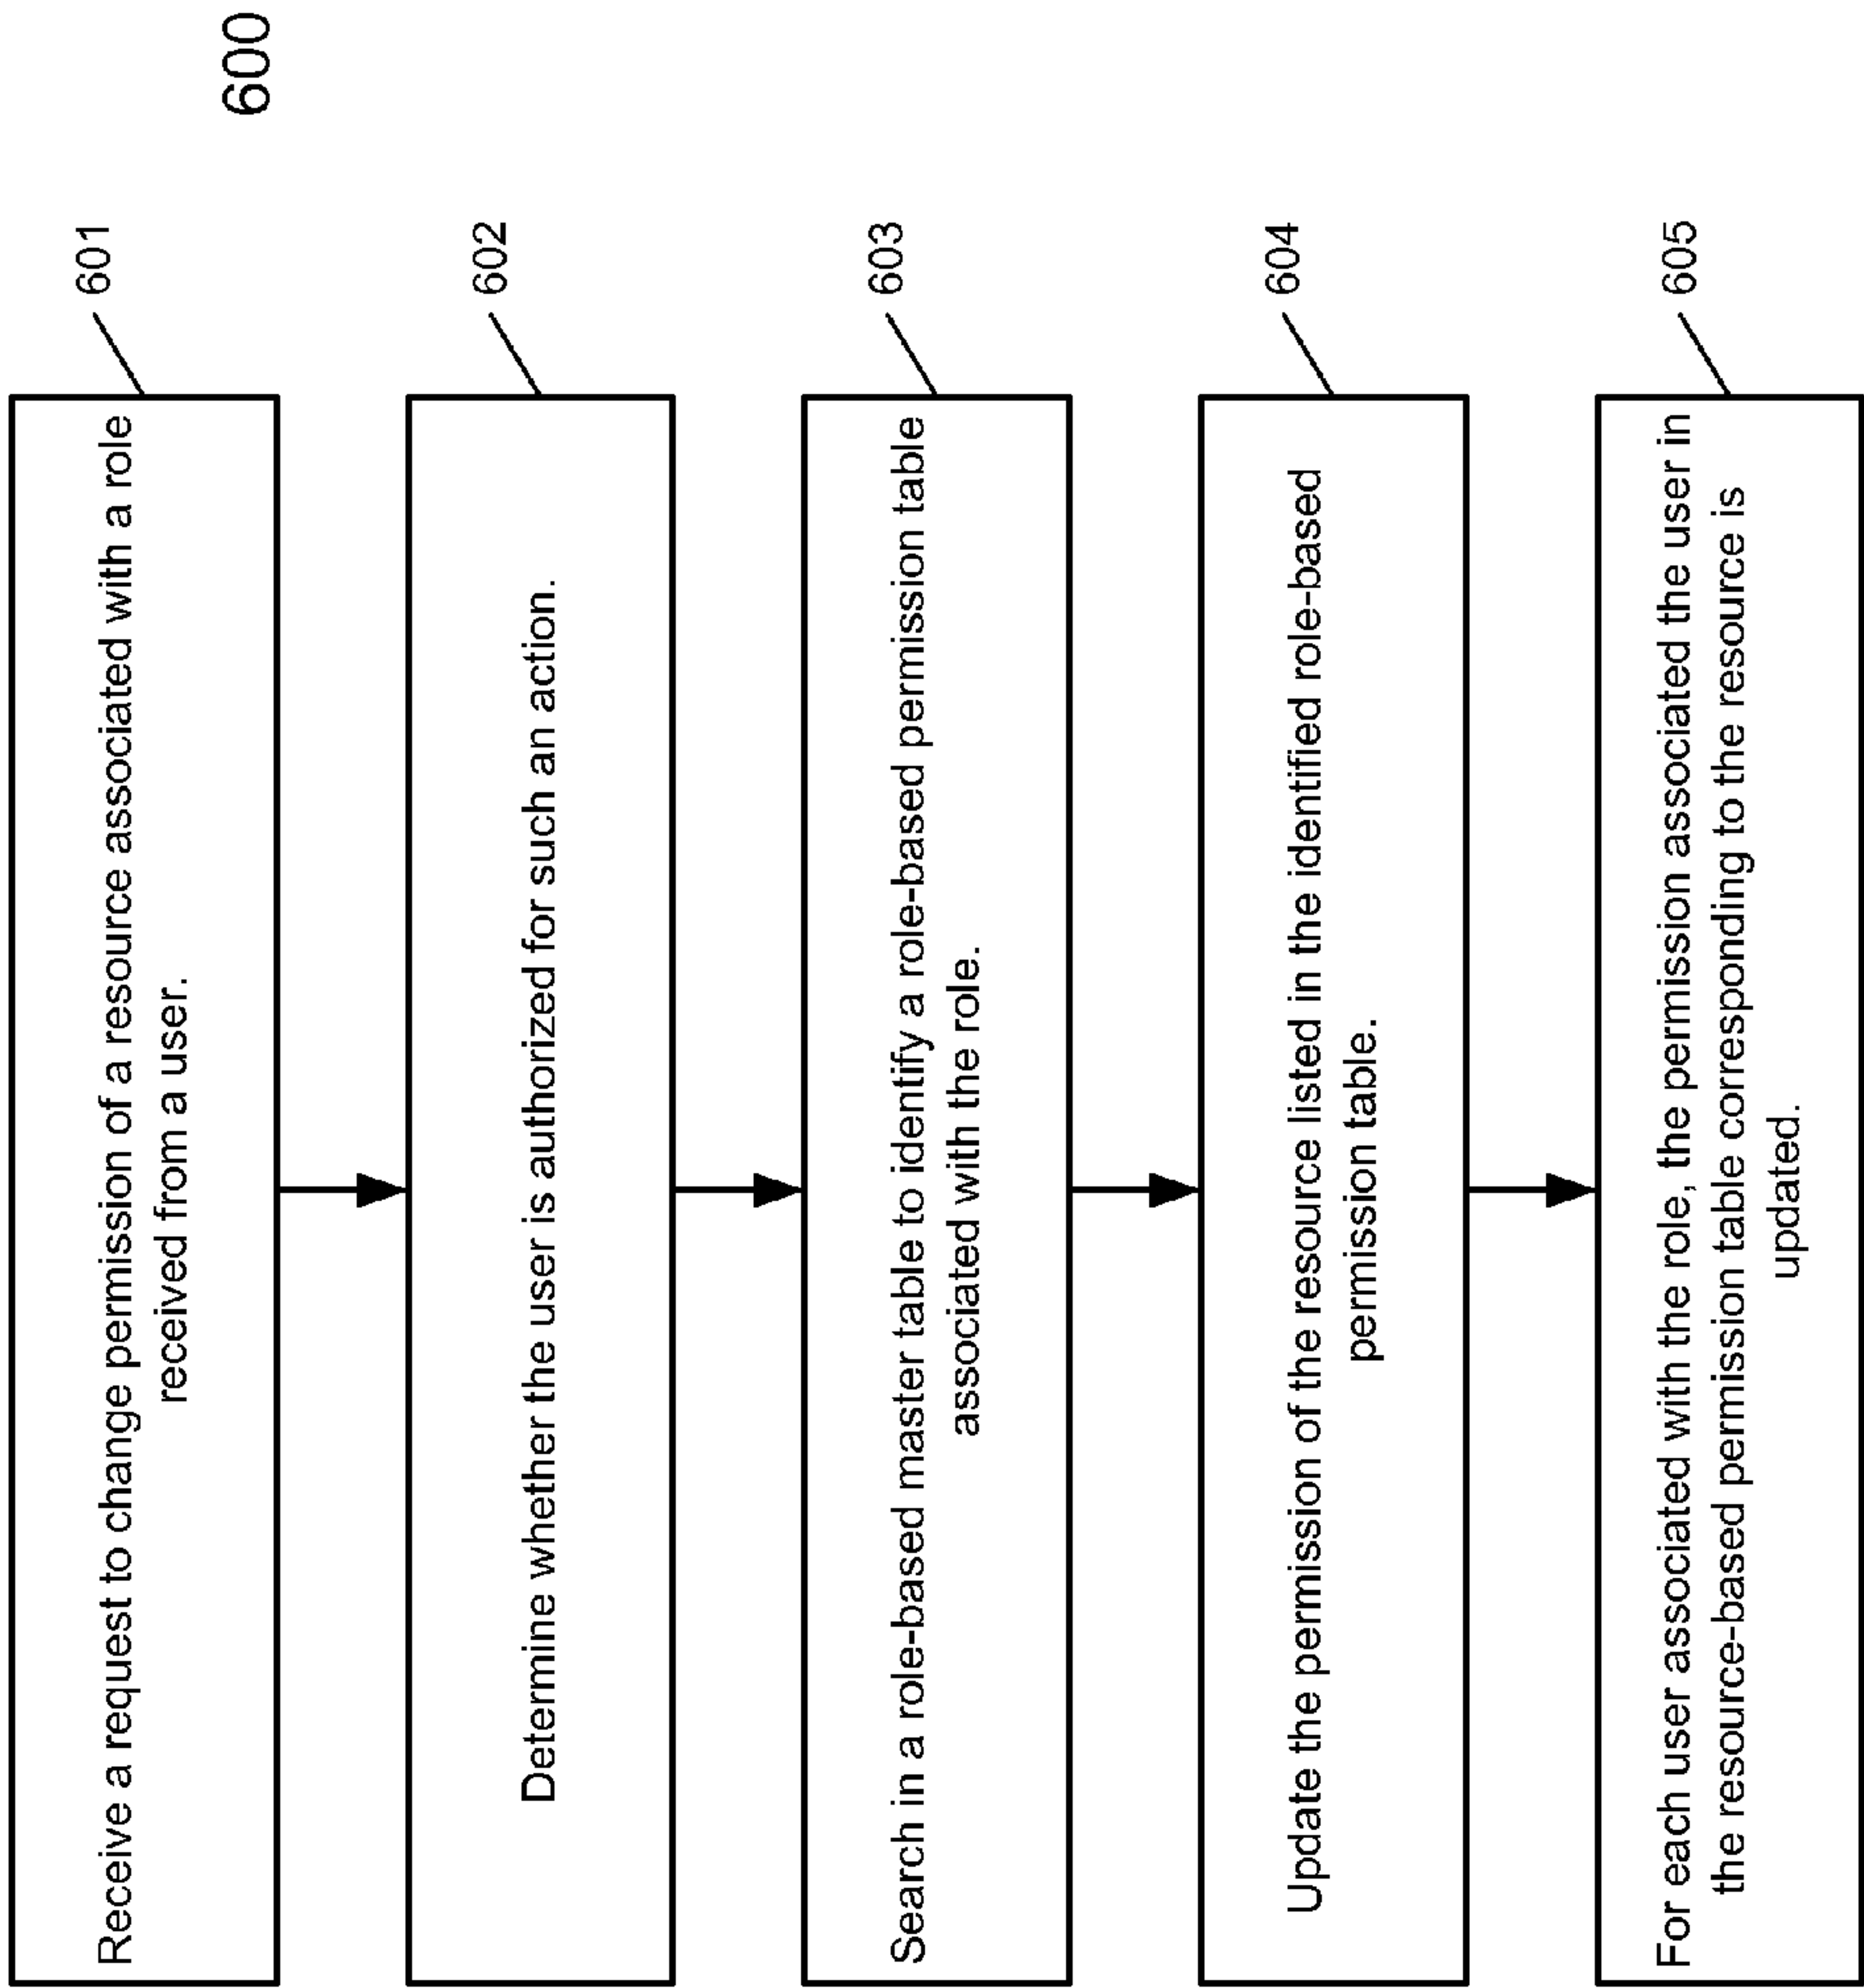 600
601
Receive a request to change permission of a resource associated with a role
received from a user.
602
Determine whether the user is authorized for such an action.
603
Search in a role-based master table to identify a role-based permission table
associated with the role.
604
Update the permission of the resource listed in the identified role-based
permission table.
605
For each user associated with the role, the permission associated the user in
the resource-based permission table corresponding to the resource is
updated.